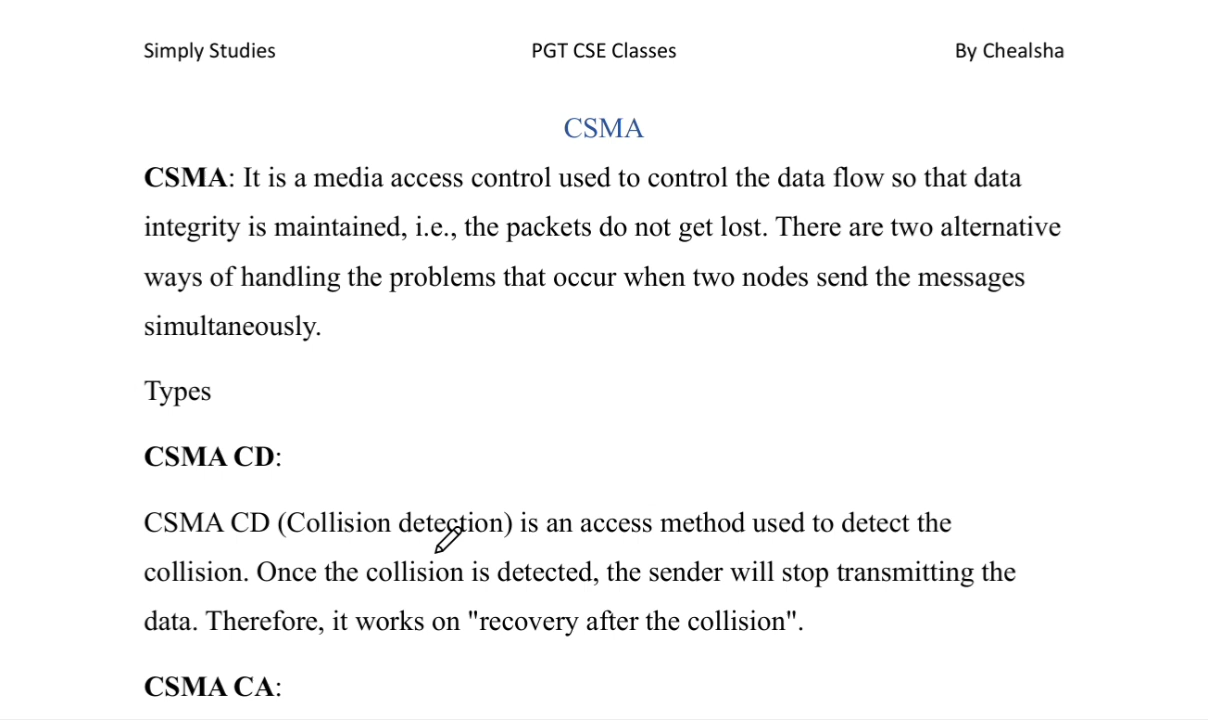 Simply Studies PGT CSE Classes By Chealsha
CSMA
CSMA: It is a media access control used to control the data flow so that data
integrity is maintained, i.e., the packets do not get lost. There are two alternative
ways of handling the problems that occur when two nodes send the messages
simultaneously.
Types
CSMA CD:
CSMA CD (Collision detection) is an access method used to detect the
collision. Once the collision is detected, the sender will stop transmitting the
data. Therefore, it works on "recovery after the collision".
CSMA CA: